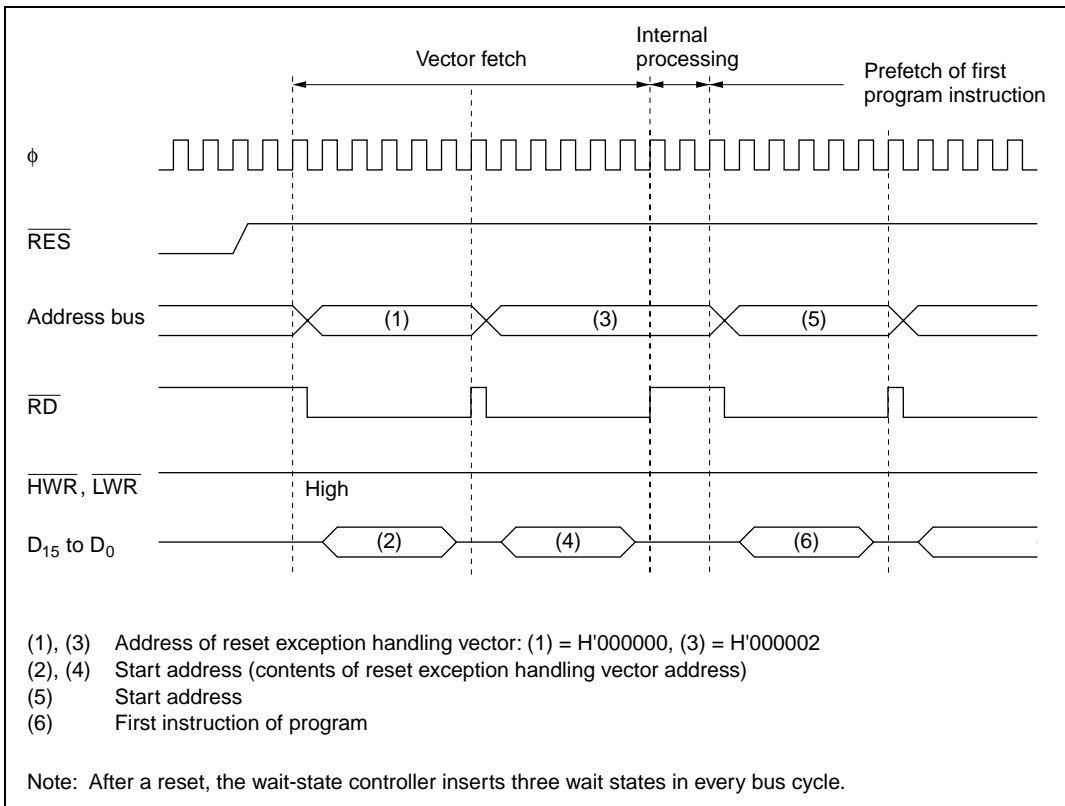 Vector fetch
Internal
processing
Prefetch of first
program instruction
φ
RES
Address bus
(1)
(3)
(5)
RD
HWR, LWR
High
D15 to D0
(2)
(4)
(6)
(1), (3) Address of reset exception handling vector: (1) = H'000000, (3) = H'000002
(2), (4) Start address (contents of reset exception handling vector address)
(5) Start address
(6) First instruction of program
Note: After a reset, the wait-state controller inserts three wait states in every bus cycle.